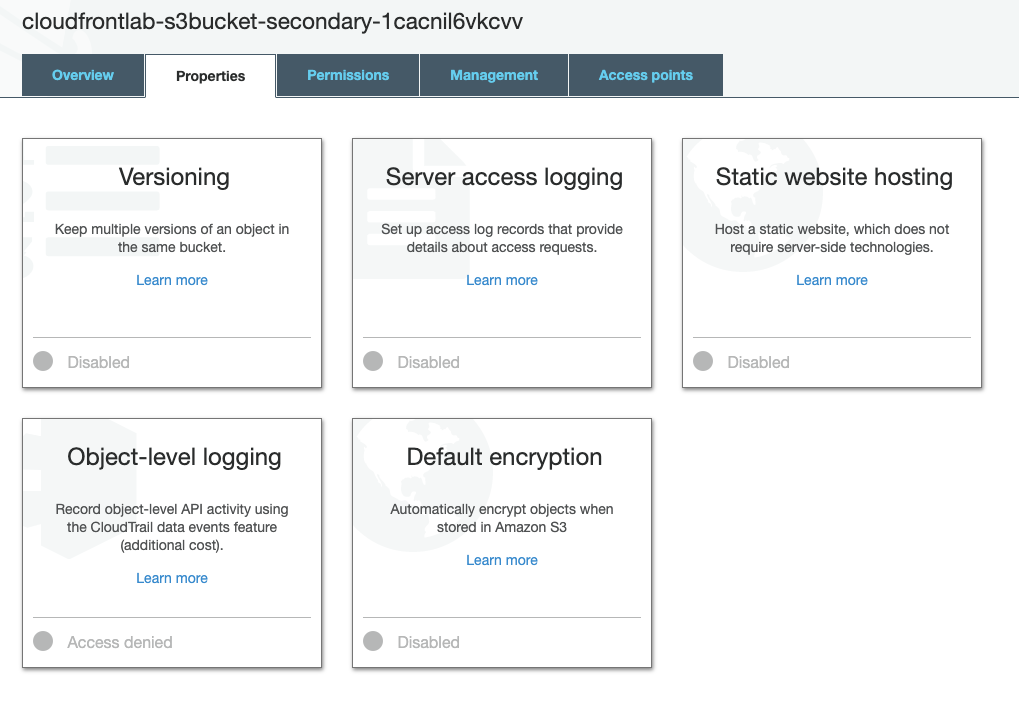 cloudfrontlab-s3bucket-secondary-1cacnil6vkcvv
Overview
Properties
Permissions
Management
Access points
Versioning
Keep multiple versions of an object in
the same bucket.
Learn more
Disabled
Server access logging
Set up access log records that provide
details about access requests.
Learn more
Disabled
Static website hosting
Host a static website, which does not
require server-side technologies.
Learn more
Disabled
Object-level logging
Record object-level API activity using
the CloudTrail data events feature
(additional cost).
Learn more
Access denied
Default encryption
Automatically encrypt objects when
stored in Amazon S3
Learn more
Disabled